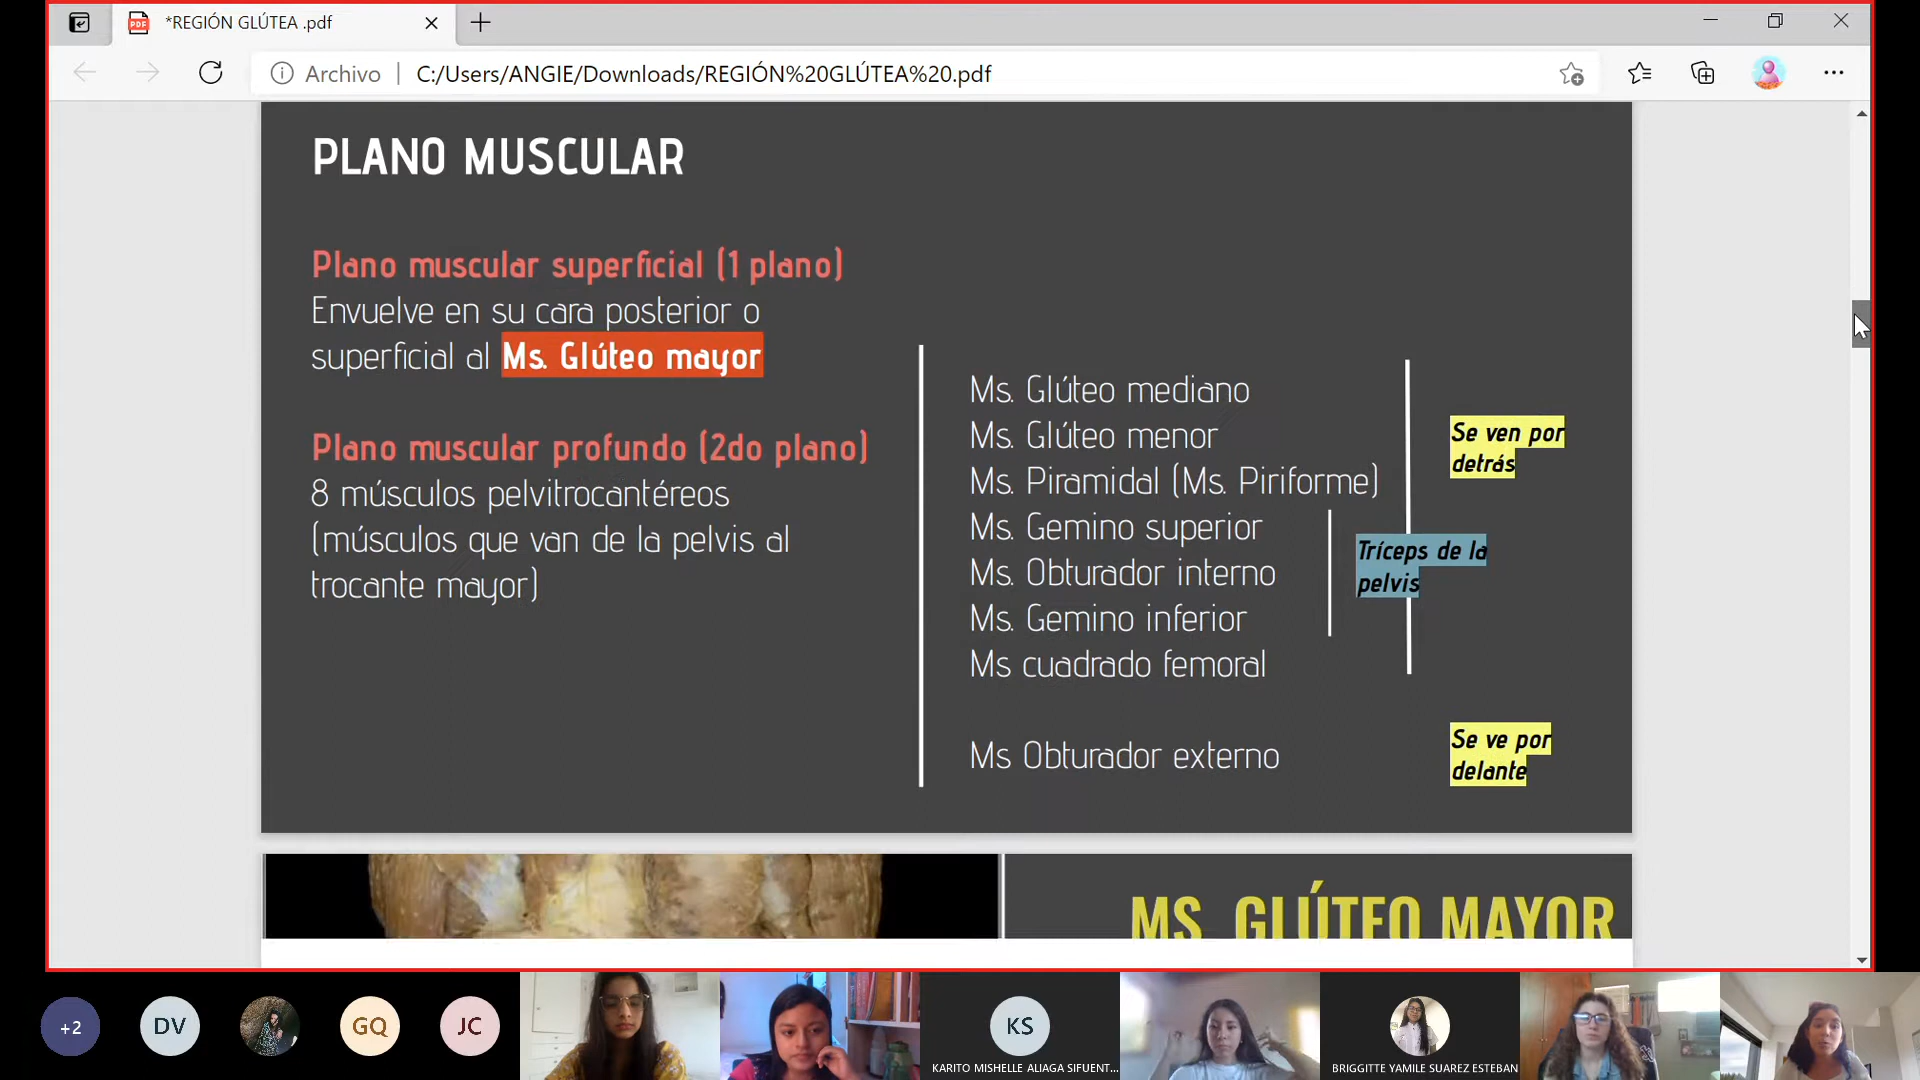 *REGIÓN GLÚTEA .pdf
Archivo
C:/Users/ANGIE/Downloads/REGIÓN%20GLÚTEA%20.pdf
PLANO MUSCULAR
Plano muscular superficial (1 plano)
Envuelve en su cara posterior o
superficial al Ms. Glúteo mayor
Plano muscular profundo (2do plano)
8 músculos pelvitrocantéreos
(músculos que van de la pelvis al
trocante mayor)
Ms. Glúteo mediano
Ms. Glúteo menor
Ms. Piramidal (Ms. Piriforme)
Ms. Gemino superior
Ms. Obturador interno
Ms. Gemino inferior
Ms cuadrado femoral
Ms Obturador externo
Se ven por
detrás
Tríceps de la
pelvis
Se ve por
delante
MS. GLÚTEO MAYOR
+2
DV
GQ
JC
KS
KARITO MISHELLE ALIAGA SIFUENT...
BRIGGITTE YAMILE SUAREZ ESTEBAN